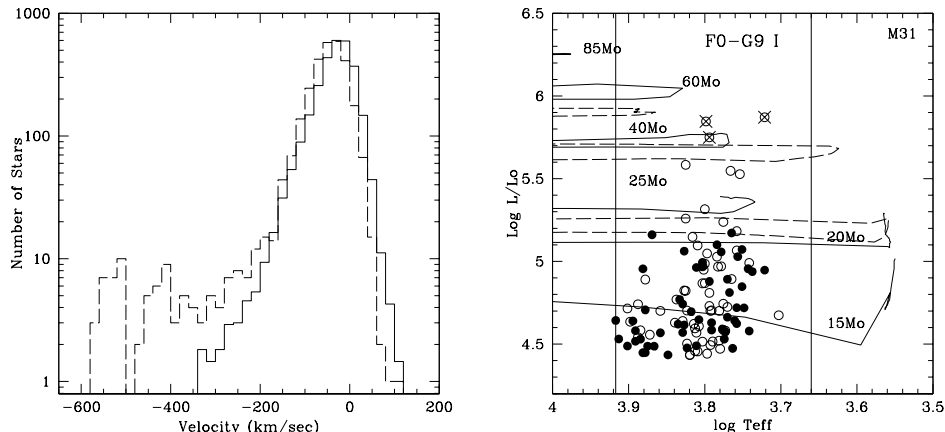 1000
100
10
1
Number of Stars
−600 −400 −200 0 200
Velocity (km/sec)
6.5
6
5.5
5
4.5
Log L/Lo
F0−G9 I
M31
85Mo
60Mo
40Mo
25Mo
20Mo
15Mo
4 3.9 3.8 3.7 3.6 3.5
log Teff